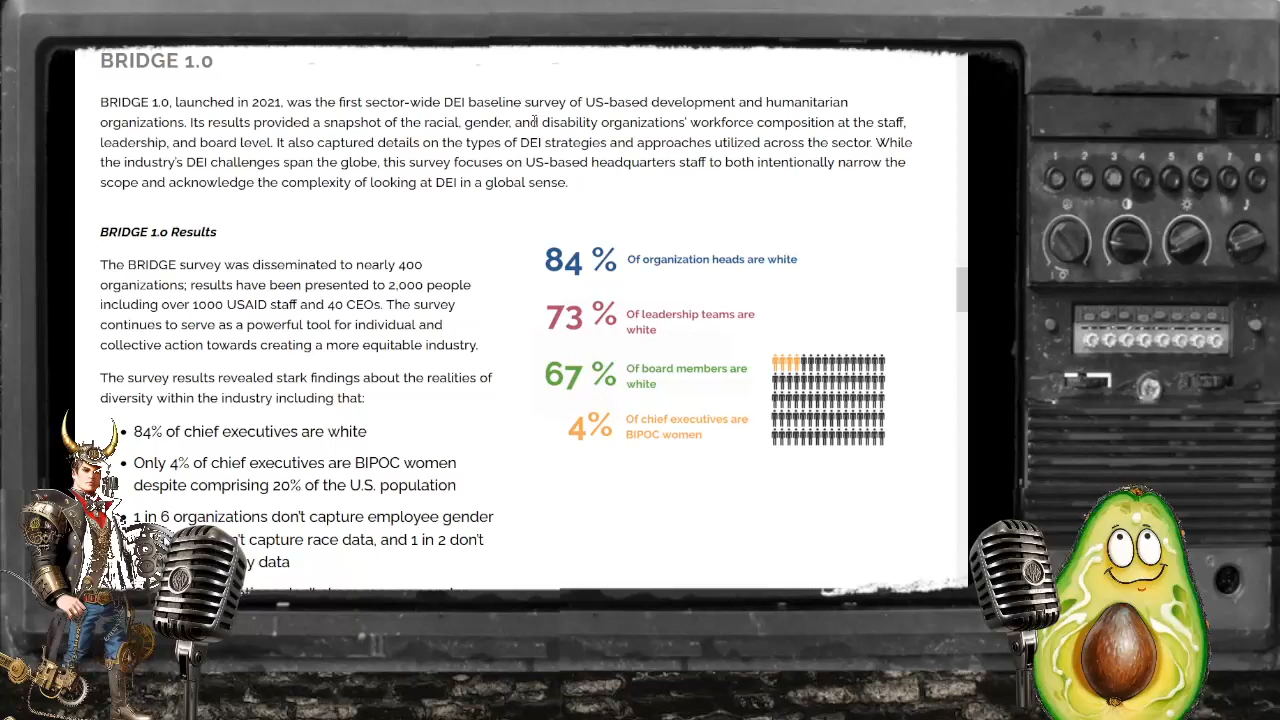 BRIDGE 1.0
BRIDGE 1.0, launched in 2021, was the first sector-wide DEI baseline survey of US-based development and humanitarian
organizations. Its results provided a snapshot of the racial, gender, and disability organizations' workforce composition at the staff,
leadership, and board level. It also captured details on the types of DEI strategies and approaches utilized across the sector. While
the industry's DEI challenges span the globe, this survey focuses on US-based headquarters staff to both intentionally narrow the
scope and acknowledge the complexity of looking at DEI in a global sense.
BRIDGE 1.0 Results
The BRIDGE survey was disseminated to nearly 400
organizations; results have been presented to 2,000 people
including over 1000 USAID staff and 40 CEOs. The survey
continues to serve as a powerful tool for individual and
collective action towards creating a more equitable industry.
The survey results revealed stark findings about the realities of
diversity within the industry including that:
• 84% of chief executives are white
• Only 4% of chief executives are BIPOC women
despite comprising 20% of the U.S. population
• 1 in 6 organizations don't capture employee gender
capture race data, and 1 in 2 don't
data
84 % Of organization heads are white
73 % Of leadership teams are
white
67 % Of board members are
white
4% Of chief executives are
BIPOC women
1 2 3 4 5 6 7 8